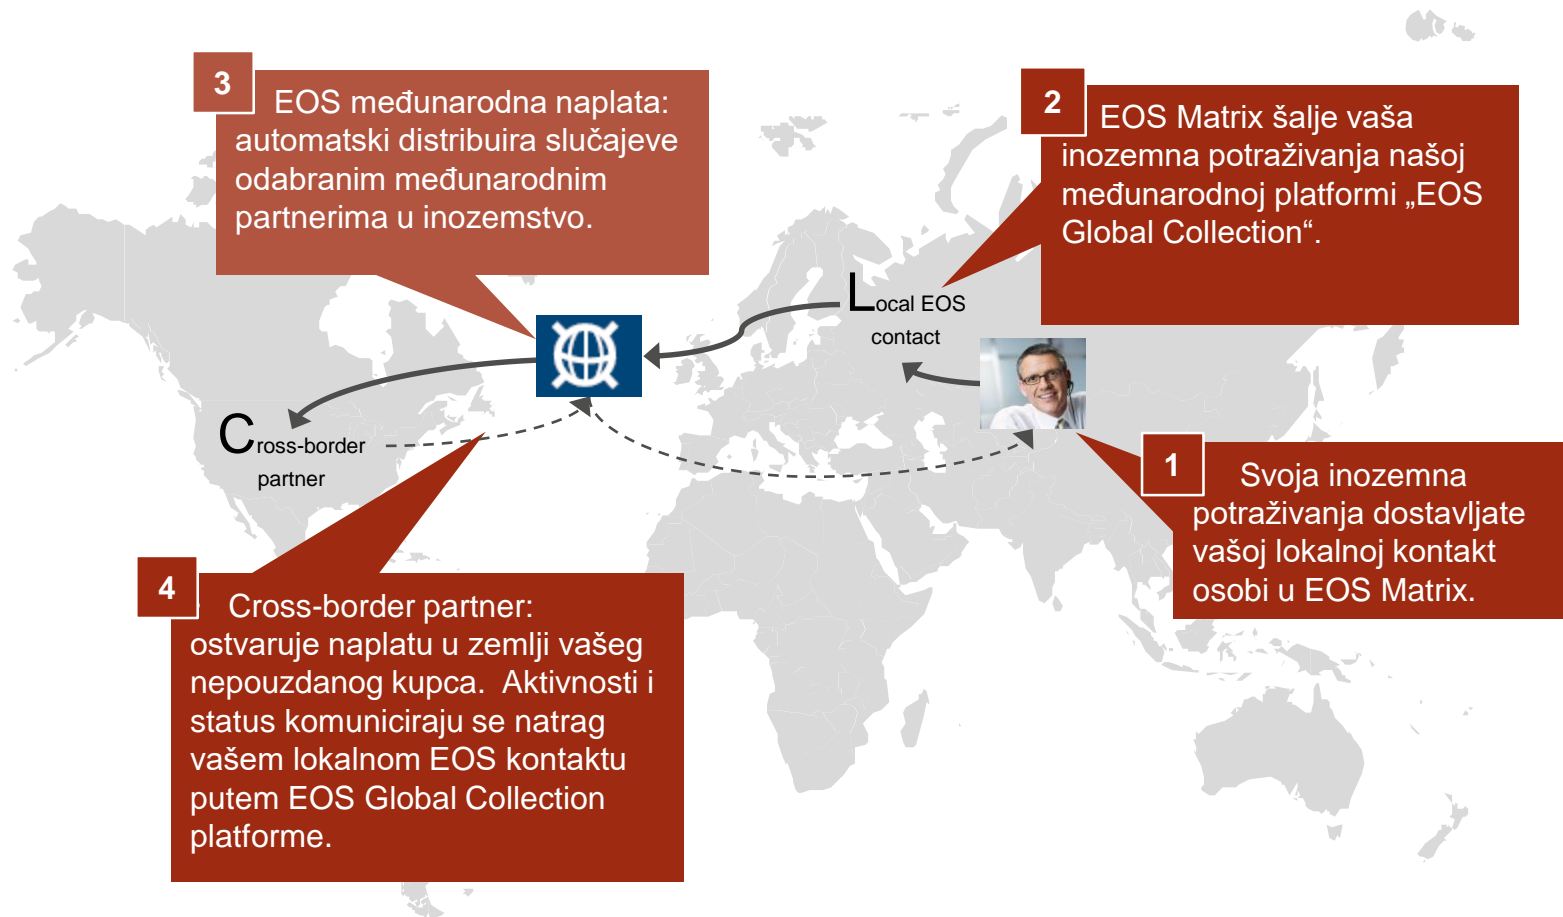 3
EOS međunarodna naplata:
automatski distribuira slučajeve
odabranim međunarodnim
partnerima u inozemstvo.
2
EOS Matrix šalje vaša
inozemna potraživanja našoj
međunarodnoj platformi „EOS
Global Collection“.
Local EOS
contact
Cross-border
partner
1
Svoja inozemna
potraživanja dostavljate
vašoj lokalnoj kontakt
osobi u EOS Matrix.
4
Cross-border partner:
ostvaruje naplatu u zemlji vašeg
nepouzdanog kupca. Aktivnosti i
status komuniciraju se natrag
vašem lokalnom EOS kontaktu
putem EOS Global Collection
platforme.